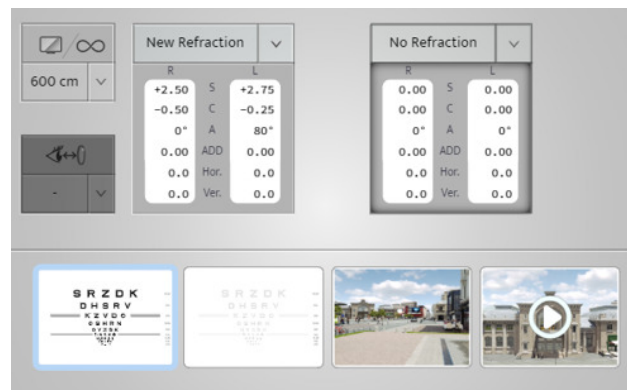 600 cm
-
New Refraction
R L
+2.50 S +2.75
-0.50 C -0.25
0° A 80°
0.00 ADD 0.00
0.0 Hor. 0.0
0.0 Ver. 0.0
No Refraction
R L
0.00 S 0.00
0.00 C 0.00
0° A 0°
0.00 ADD 0.00
0.0 Hor. 0.0
0.0 Ver. 0.0
S R Z D K
D H S R V
K Z V D O
S R Z D K
D H S R V
K Z V D O